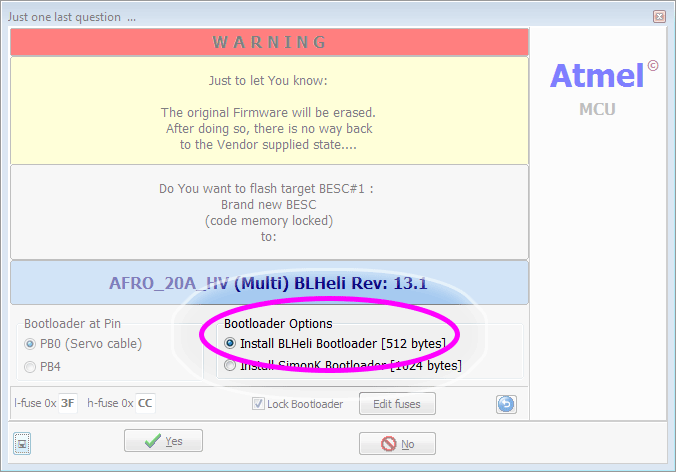 Just one last question ...
W A R N I N G
Just to let You know:
The original Firmware will be erased.
After doing so, there is no way back
to the Vendor supplied state....
Atmel©
MCU
Do You want to flash target BESC#1 :
Brand new BESC
(code memory locked)
to:
AFRO_20A_HV (Multi) BLHeli Rev: 13.1
Bootloader at Pin
PB0 (Servo cable)
PB4
Bootloader Options
Install BLHeli Bootloader [512 bytes]
Install SimonK Bootloader [1024 bytes]
l-fuse 0x 3F h-fuse 0x CC
Lock Bootloader
Edit fuses
Yes
No